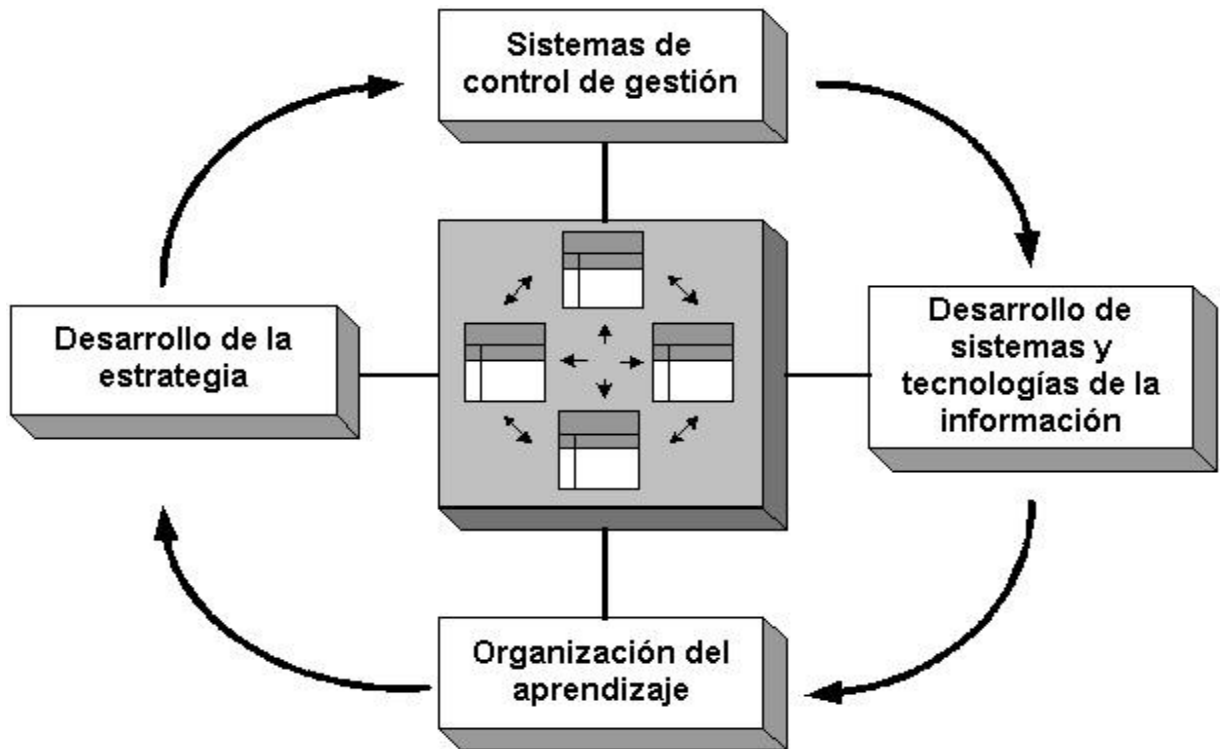 Sistemas de
control de gestión
Desarrollo de la
estrategia
Desarrollo de
sistemas y
tecnologías de la
información
Organización del
aprendizaje